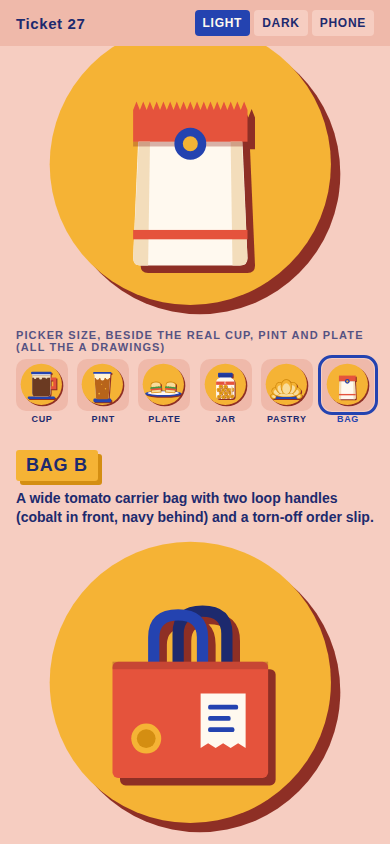 Ticket 27
LIGHT DARK PHONE
PICKER SIZE, BESIDE THE REAL CUP, PINT AND PLATE
(ALL THE A DRAWINGS)
CUP PINT PLATE JAR PASTRY BAG
BAG B
A wide tomato carrier bag with two loop handles
(cobalt in front, navy behind) and a torn-off order slip.